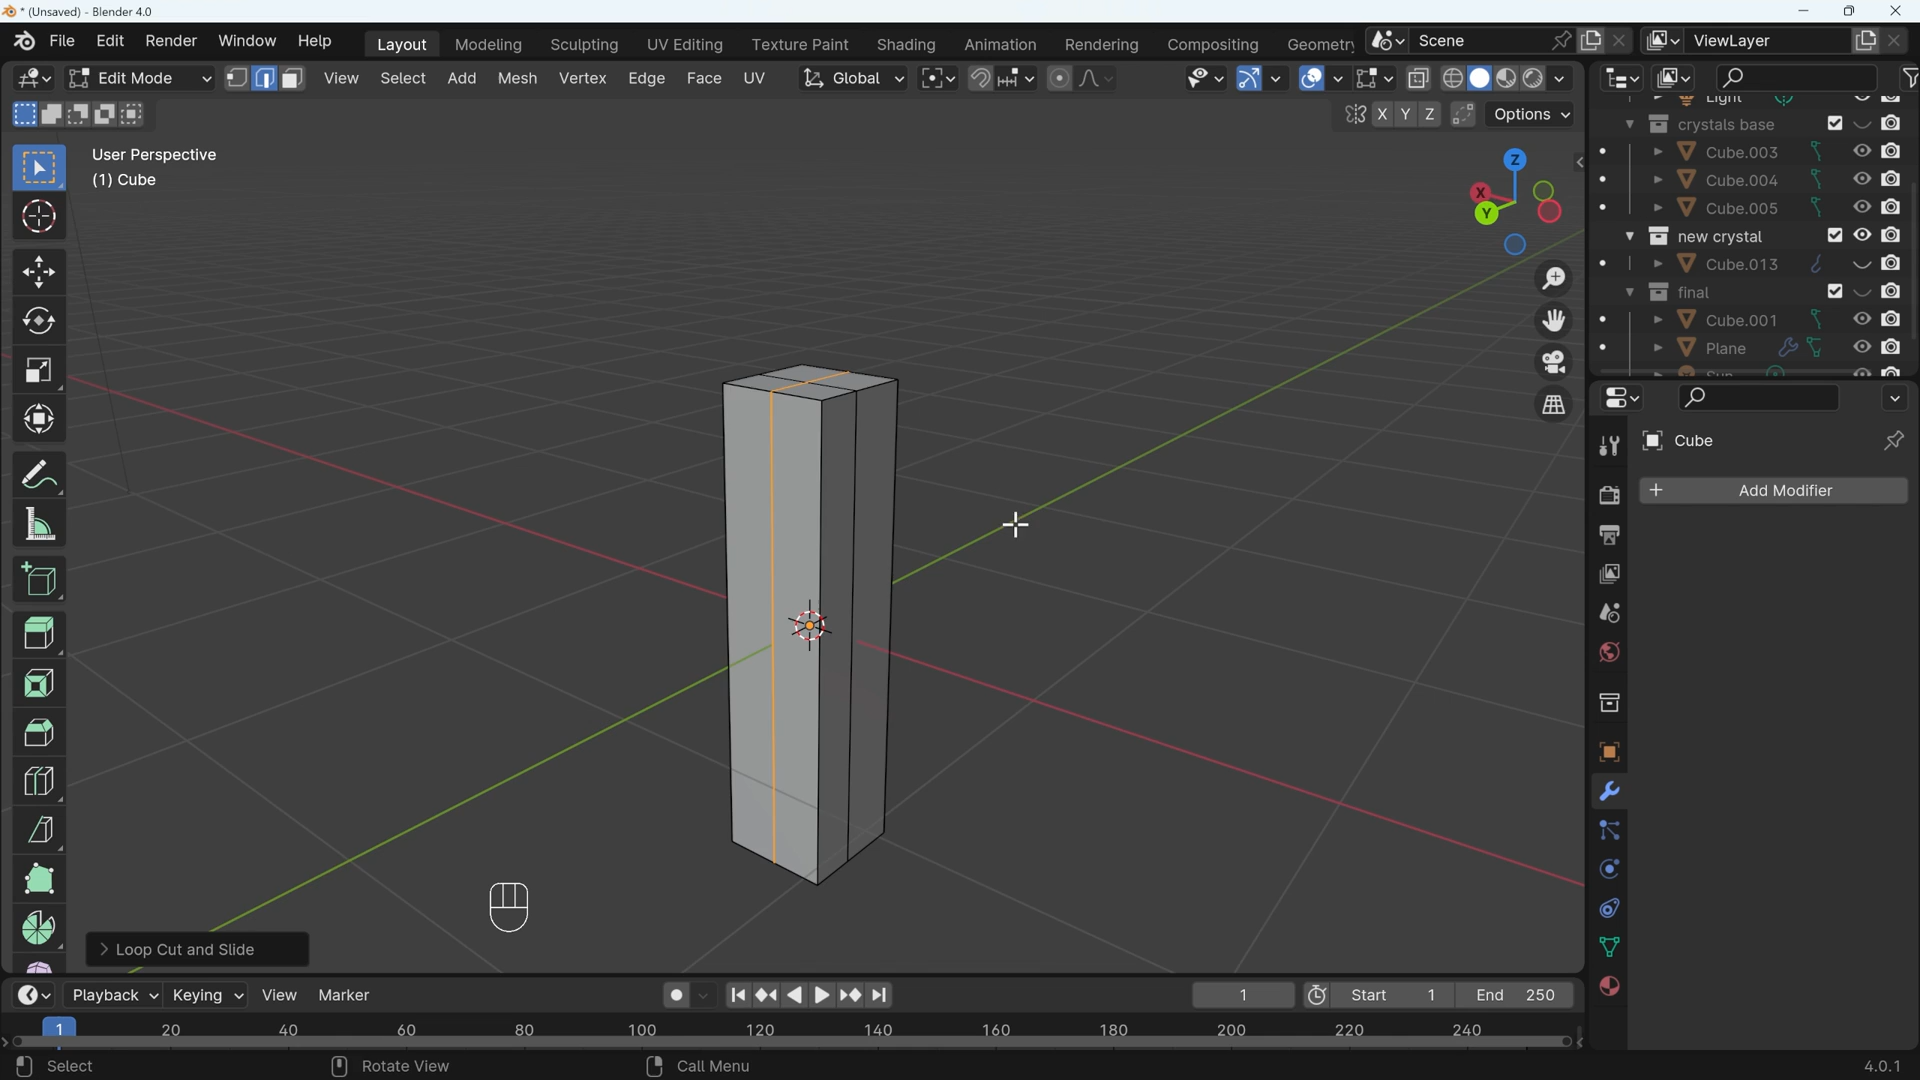 * (Unsaved) - Blender 4.0
File Edit Render Window Help Layout Modeling Sculpting UV Editing Texture Paint Shading Animation Rendering Compositing Geometry Scene ViewLayer
Edit Mode View Select Add Mesh Vertex Edge Face UV Global
X Y Z Options
User Perspective
(1) Cube
Z
X
Y
Light
crystals base
Cube.003
Cube.004
Cube.005
new crystal
Cube.013
final
Cube.001
Plane
Sun
Cube
+ Add Modifier
> Loop Cut and Slide
Playback Keying View Marker 1 Start 1 End 250
1 20 40 60 80 100 120 140 160 180 200 220 240
Select Rotate View Call Menu 4.0.1